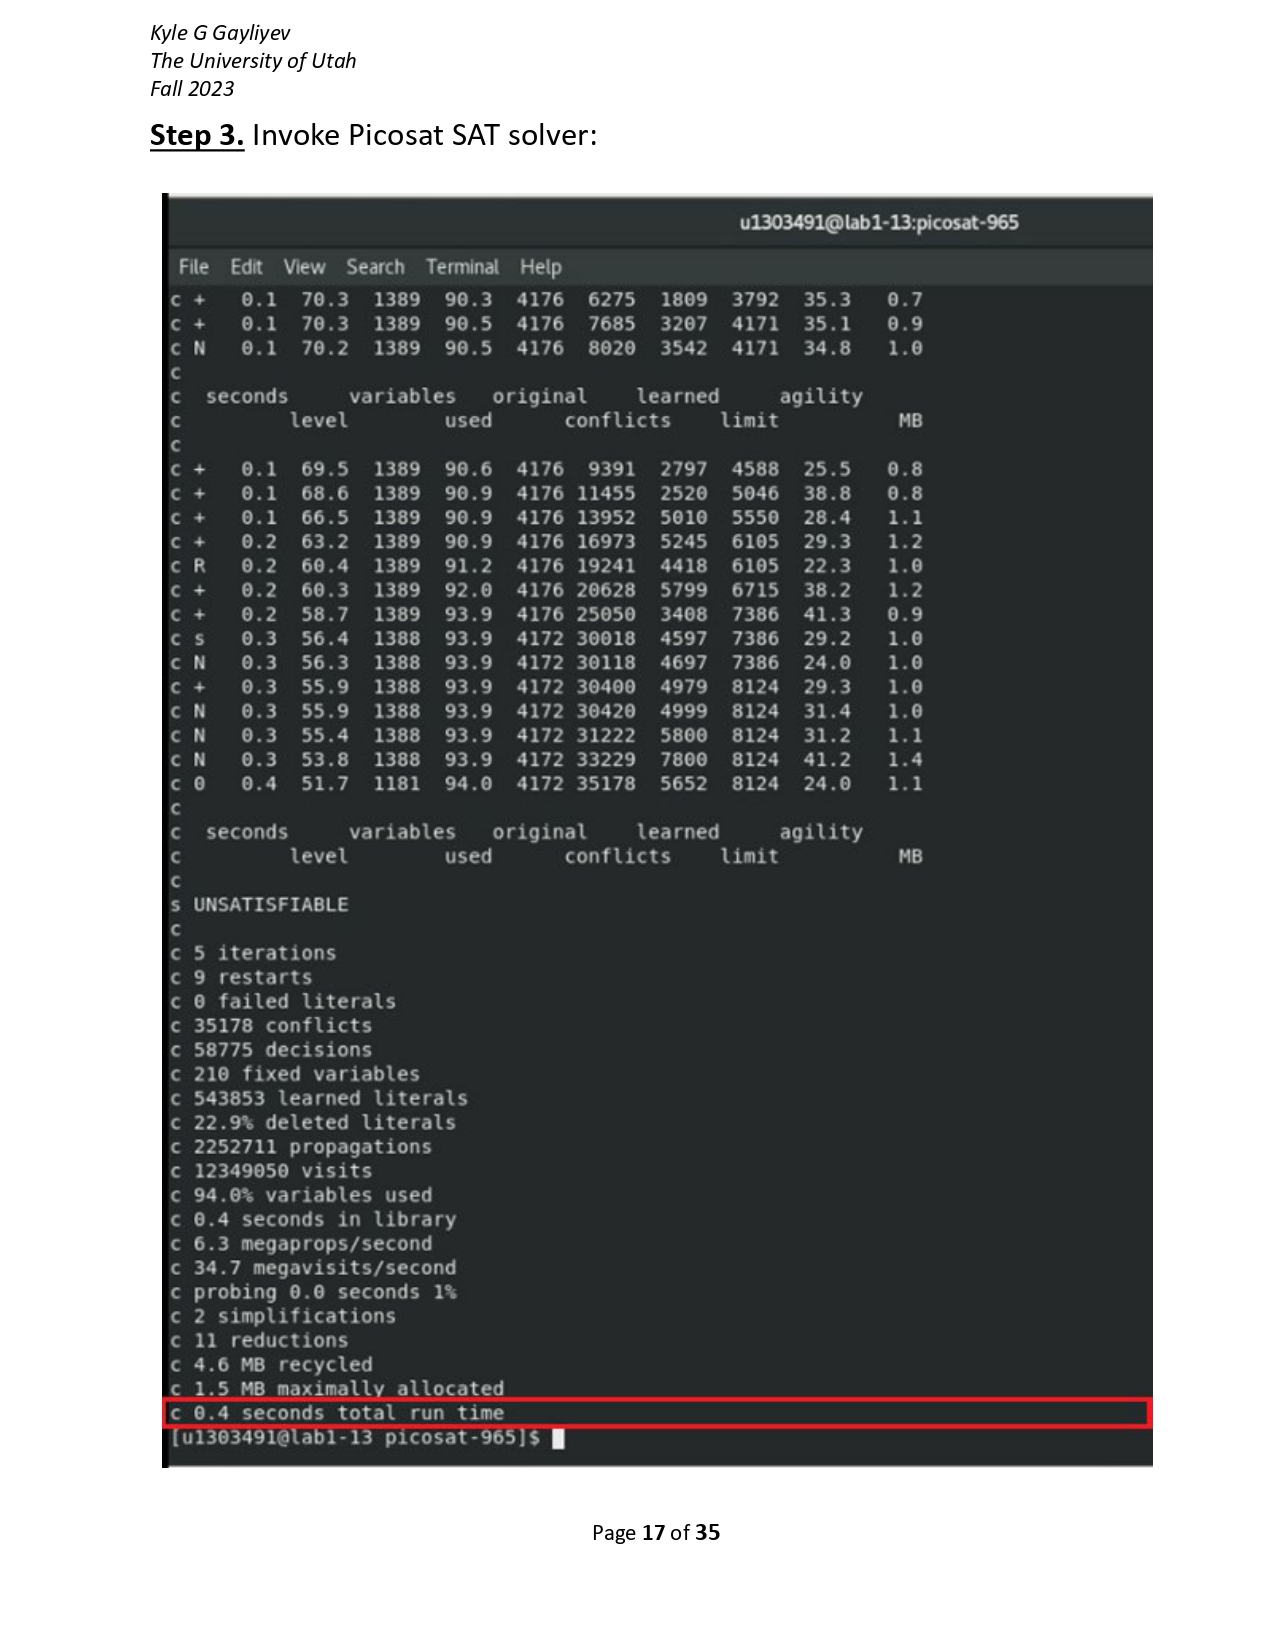 Kyle G Gayliyev
The University of Utah
Fall 2023
Step 3. Invoke Picosat SAT solver:
u1303491@lab1-13:picosat-965
File Edit View Search Terminal Help
c + 0.1 70.3 1389 90.3 4176 6275 1809 3792 35.3 0.7
c + 0.1 70.3 1389 90.5 4176 7685 3207 4171 35.1 0.9
c N 0.1 70.2 1389 90.5 4176 8020 3542 4171 34.8 1.0
c
c seconds variables original learned agility
c level used conflicts limit MB
c
c + 0.1 69.5 1389 90.6 4176 9391 2797 4588 25.5 0.8
c + 0.1 68.6 1389 90.9 4176 11455 2520 5046 38.8 0.8
c + 0.1 66.5 1389 90.9 4176 13952 5010 5550 28.4 1.1
c + 0.2 63.2 1389 90.9 4176 16973 5245 6105 29.3 1.2
c R 0.2 60.4 1389 91.2 4176 19241 4418 6105 22.3 1.0
c + 0.2 60.3 1389 92.0 4176 20628 5799 6715 38.2 1.2
c + 0.2 58.7 1389 93.9 4176 25050 3408 7386 41.3 0.9
c s 0.3 56.4 1388 93.9 4172 30018 4597 7386 29.2 1.0
c N 0.3 56.3 1388 93.9 4172 30118 4697 7386 24.0 1.0
c + 0.3 55.9 1388 93.9 4172 30400 4979 8124 29.3 1.0
c N 0.3 55.9 1388 93.9 4172 30420 4999 8124 31.4 1.0
c N 0.3 55.4 1388 93.9 4172 31222 5800 8124 31.2 1.1
c N 0.3 53.8 1388 93.9 4172 33229 7800 8124 41.2 1.4
c 0 0.4 51.7 1181 94.0 4172 35178 5652 8124 24.0 1.1
c
c seconds variables original learned agility
c level used conflicts limit MB
c
s UNSATISFIABLE
c
c 5 iterations
c 9 restarts
c 0 failed literals
c 35178 conflicts
c 58775 decisions
c 210 fixed variables
c 543853 learned literals
c 22.9% deleted literals
c 2252711 propagations
c 12349050 visits
c 94.0% variables used
c 0.4 seconds in library
c 6.3 megaprops/second
c 34.7 megavisits/second
c probing 0.0 seconds 1%
c 2 simplifications
c 11 reductions
c 4.6 MB recycled
c 1.5 MB maximally allocated
c 0.4 seconds total run time
[u1303491@lab1-13 picosat-965]$
Page 17 of 35